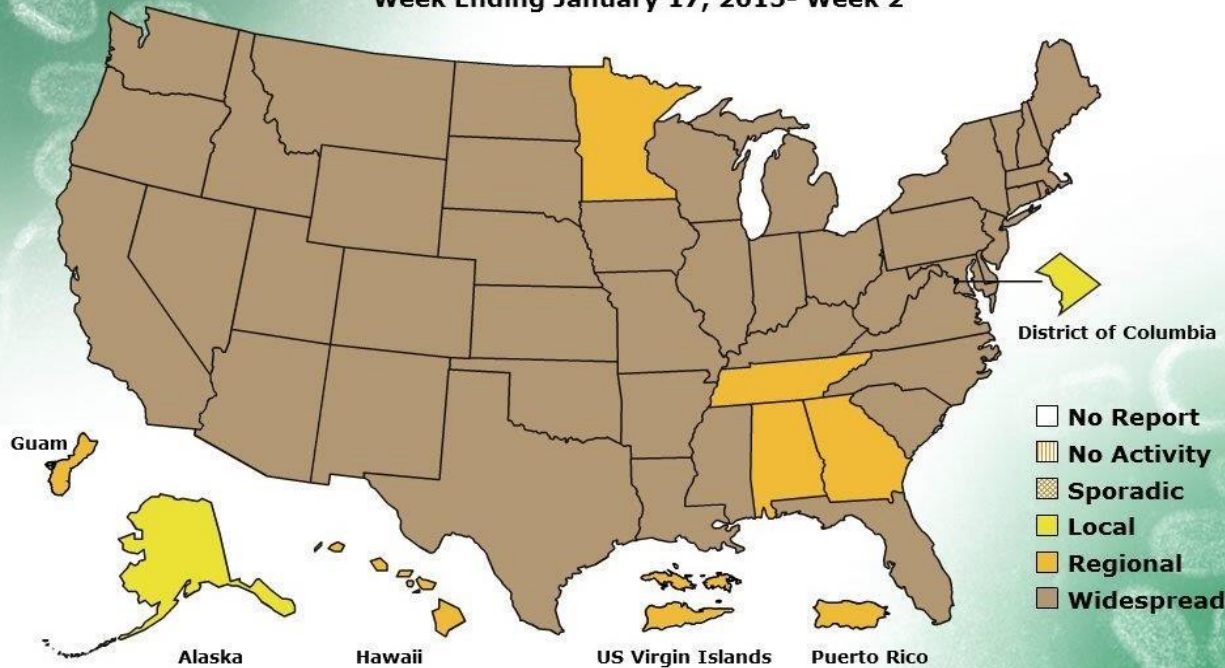 Week Ending January 17, 2015- Week 2
District of Columbia
Guam
No Report
No Activity
Sporadic
Local
Regional
Widespread
Alaska
Hawaii
US Virgin Islands
Puerto Rico